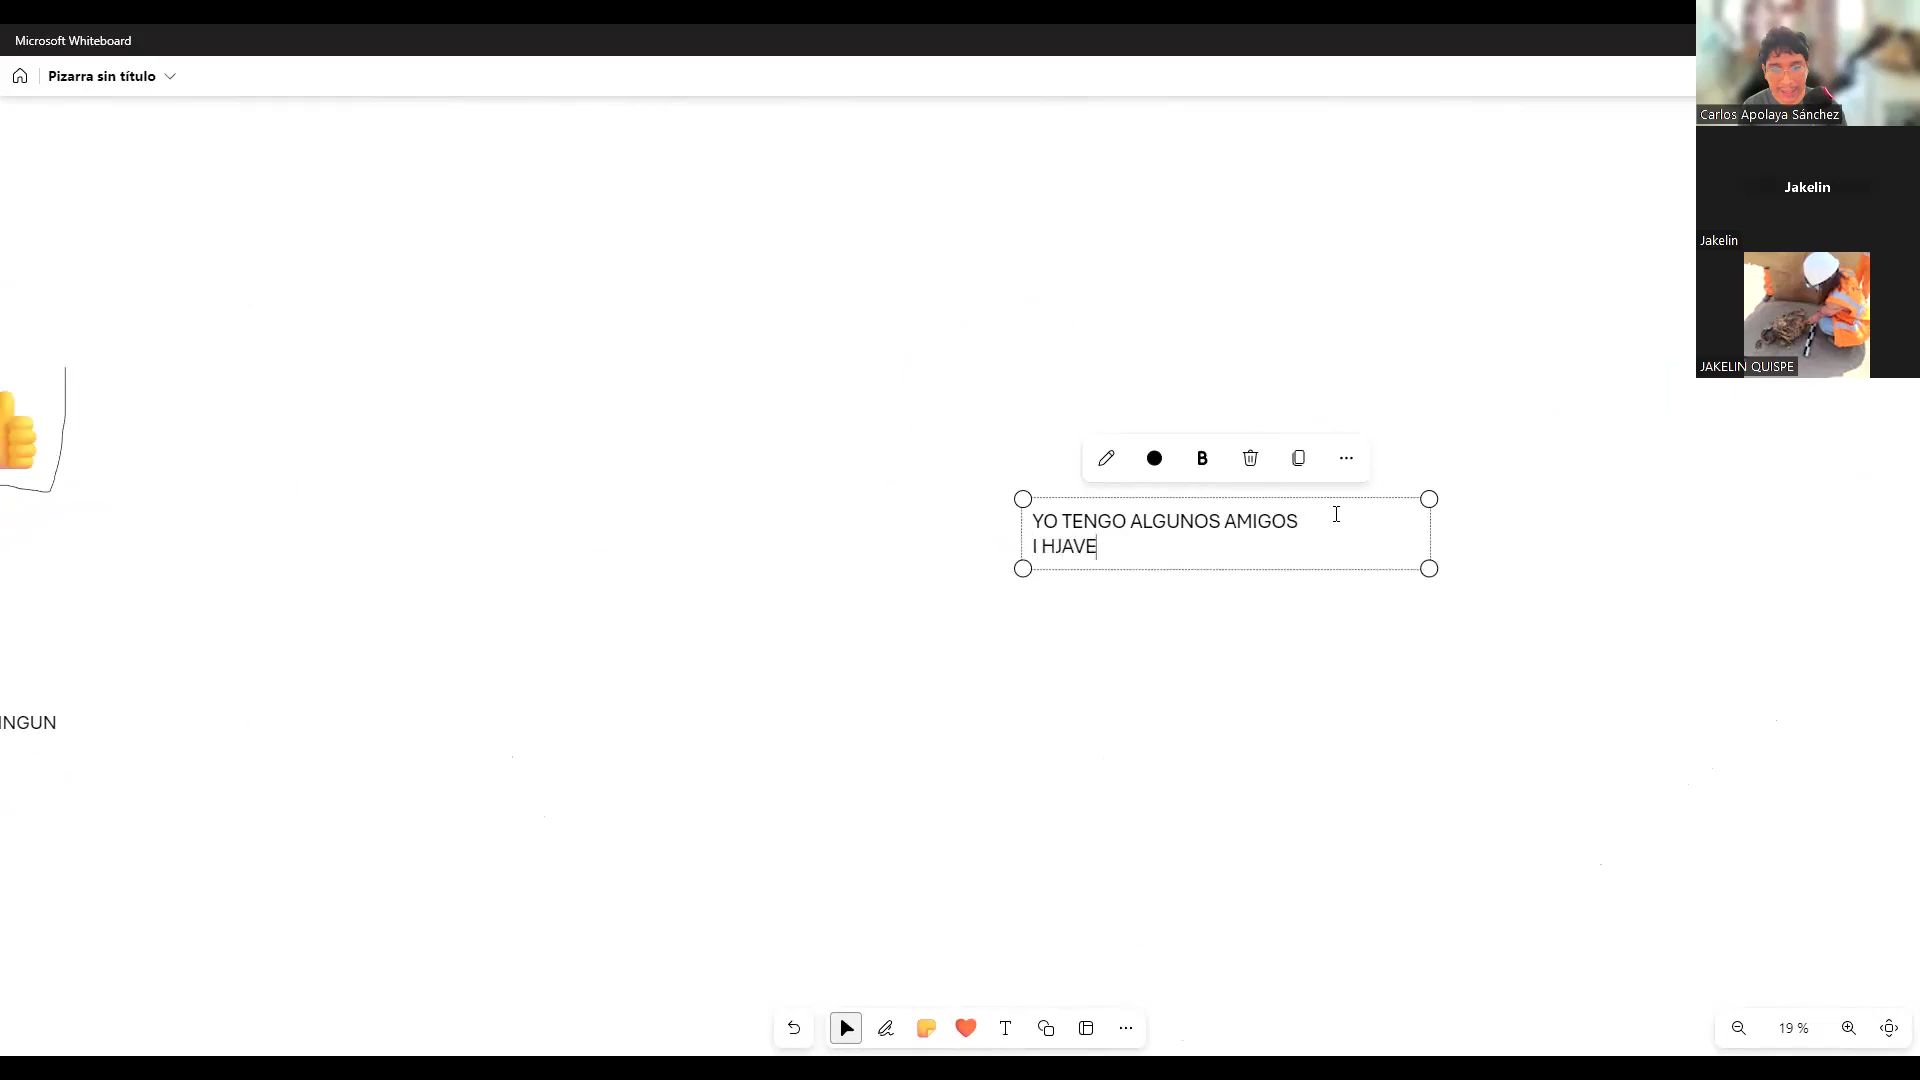 Microsoft Whiteboard
Pizarra sin título
Carlos Apolaya Sánchez
Jakelin
Jakelin
JAKELIN QUISPE
B
YO TENGO ALGUNOS AMIGOS
I HJAVE
INGUN
T
19 %